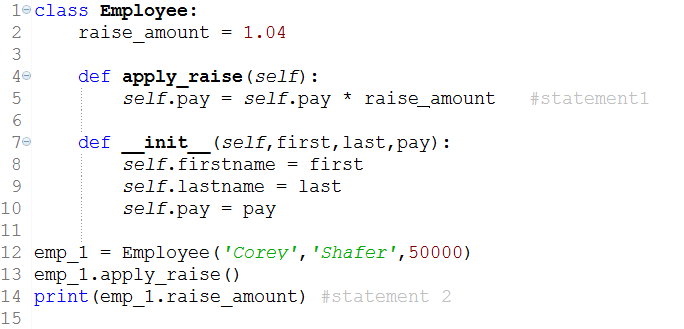 1 class Employee:
2 raise_amount = 1.04
3
4 def apply_raise(self):
5 self.pay = self.pay * raise_amount #statement1
6
7 def __init__(self,first,last,pay):
8 self.firstname = first
9 self.lastname = last
10 self.pay = pay
11
12 emp_1 = Employee('Corey','Shafer',50000)
13 emp_1.apply_raise()
14 print(emp_1.raise_amount) #statement 2
15